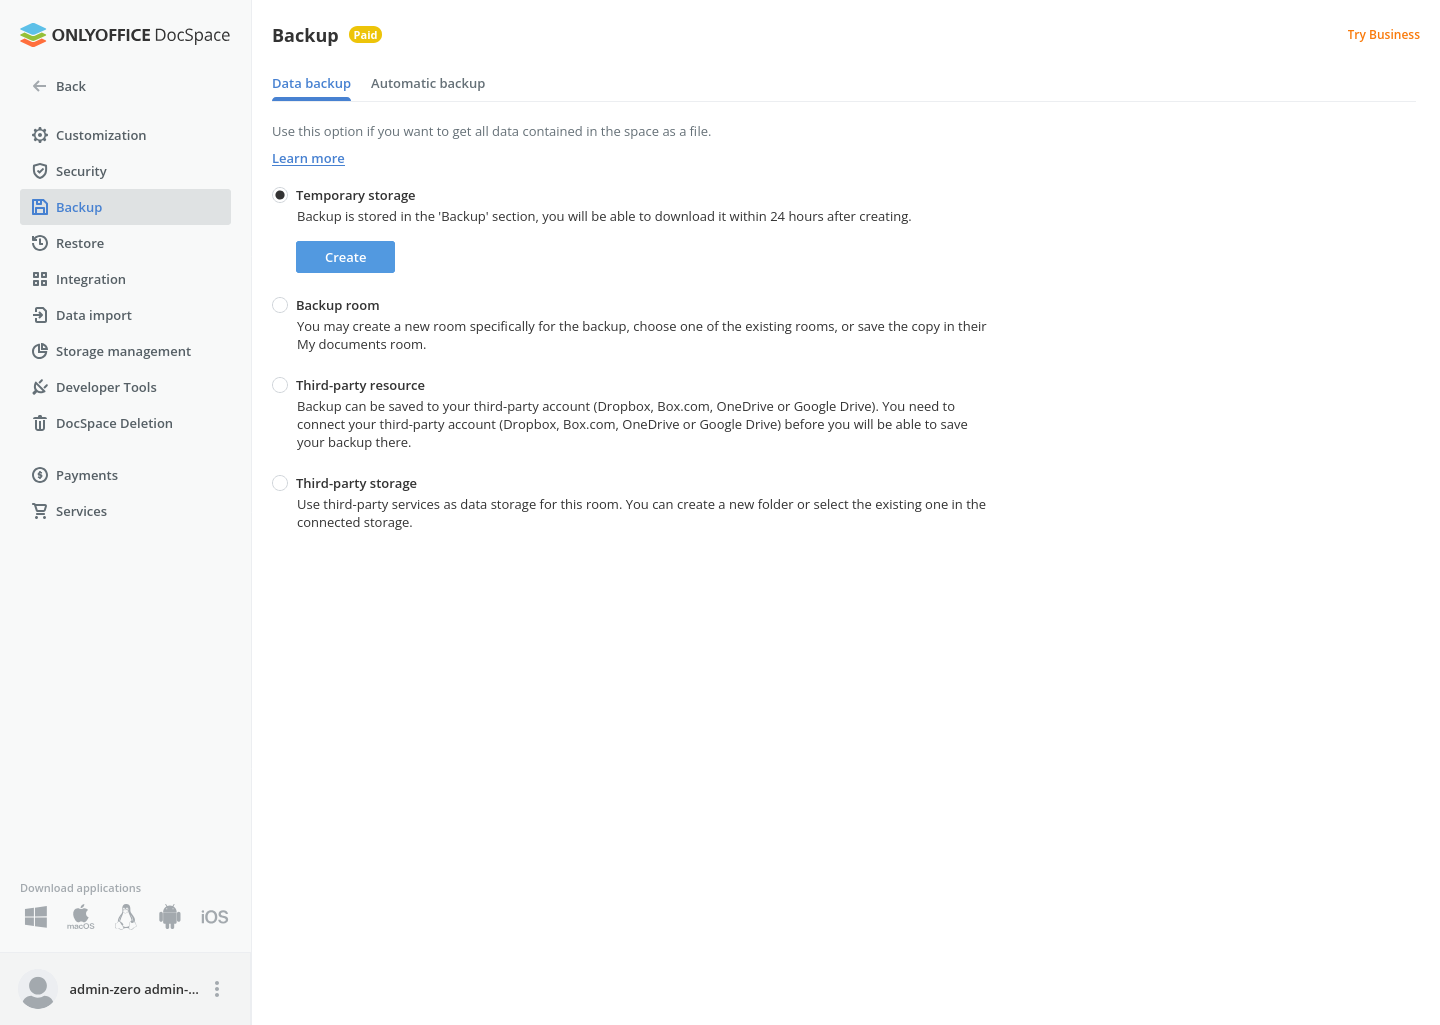 ONLYOFFICE DocSpace
Back
Customization
Security
Backup
Restore
Integration
Data import
Storage management
Developer Tools
DocSpace Deletion
Payments
Services
Download applications
macOS
iOS
admin-zero admin-...
Backup Paid
Try Business
Data backup Automatic backup
Use this option if you want to get all data contained in the space as a file.
Learn more
Temporary storage
Backup is stored in the 'Backup' section, you will be able to download it within 24 hours after creating.
Create
Backup room
You may create a new room specifically for the backup, choose one of the existing rooms, or save the copy in their
My documents room.
Third-party resource
Backup can be saved to your third-party account (Dropbox, Box.com, OneDrive or Google Drive). You need to
connect your third-party account (Dropbox, Box.com, OneDrive or Google Drive) before you will be able to save
your backup there.
Third-party storage
Use third-party services as data storage for this room. You can create a new folder or select the existing one in the
connected storage.